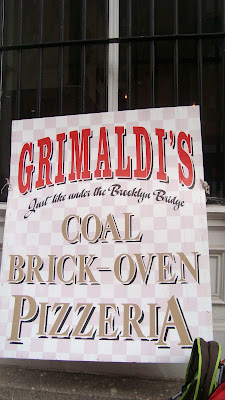 GRIMALDI'S
Just like under the Brooklyn Bridge
COAL
BRICK-OVEN
PIZZERIA